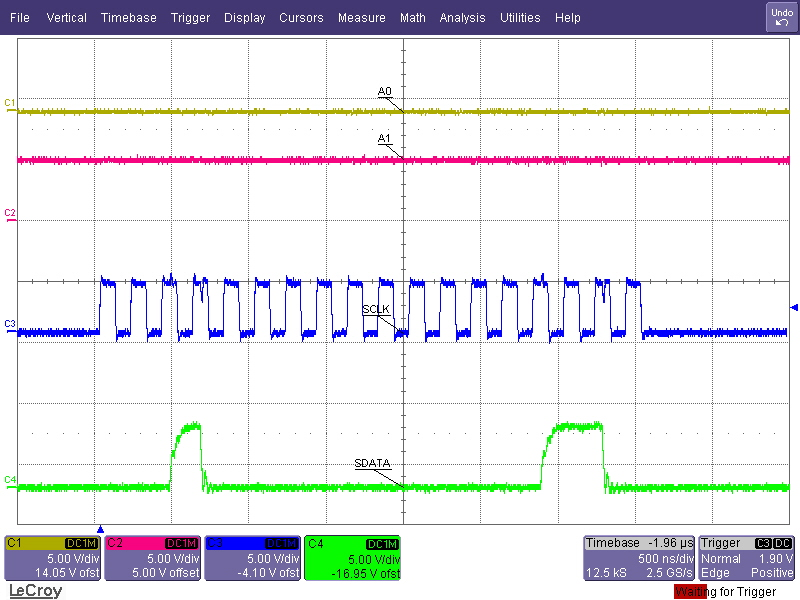 File Vertical Timebase Trigger Display Cursors Measure Math Analysis Utilities Help
Undo
C1
A0
A1
C2
SCLK
C3
SDATA
C4
C1 DC1M
5.00 V/div
14.05 V ofst
C2 DC1M
5.00 V/div
5.00 V offset
C3 DC1M
5.00 V/div
-4.10 V ofst
C4 DC1M
5.00 V/div
-16.95 V ofst
Timebase -1.96 µs
500 ns/div
12.5 kS 2.5 GS/s
Trigger C3 DC
Normal 1.90 V
Edge Positive
LeCroy
Waiting for Trigger